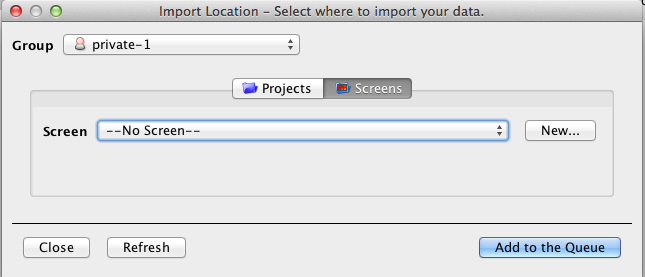 Import Location – Select where to import your data.
Group private-1
Projects Screens
Screen --No Screen-- New...
Close Refresh Add to the Queue